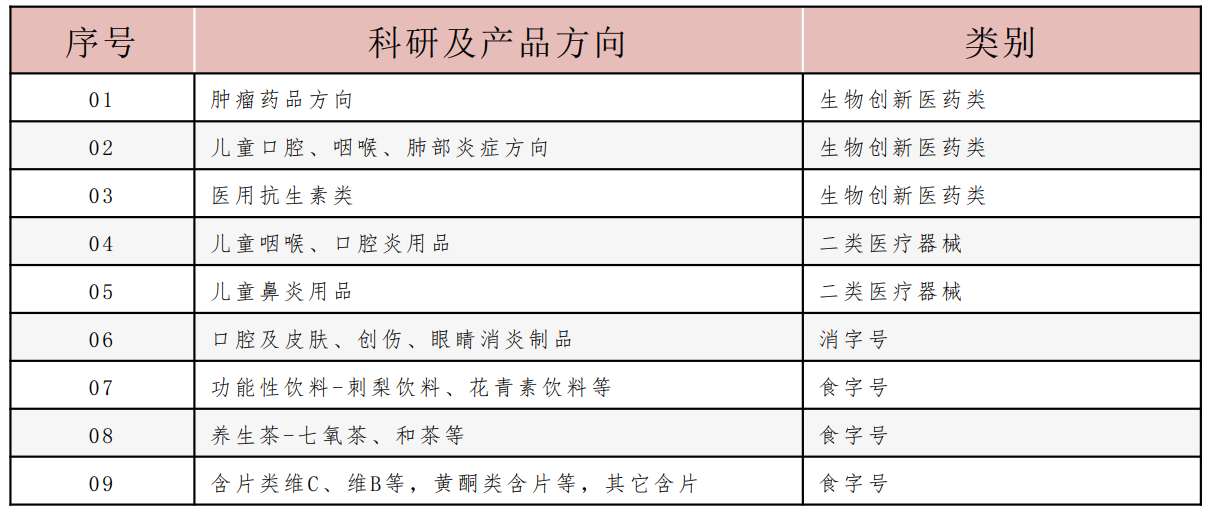 序号 科研及产品方向 类别
01 肿瘤药品方向 生物创新医药类
02 儿童口腔、咽喉、肺部炎症方向 生物创新医药类
03 医用抗生素类 生物创新医药类
04 儿童咽喉、口腔炎用品 二类医疗器械
05 儿童鼻炎用品 二类医疗器械
06 口腔及皮肤、创伤、眼睛消炎制品 消字号
07 功能性饮料-刺梨饮料、花青素饮料等 食字号
08 养生茶-七氧茶、和茶等 食字号
09 含片类维C、维B等，黄酮类含片等，其它含片 食字号